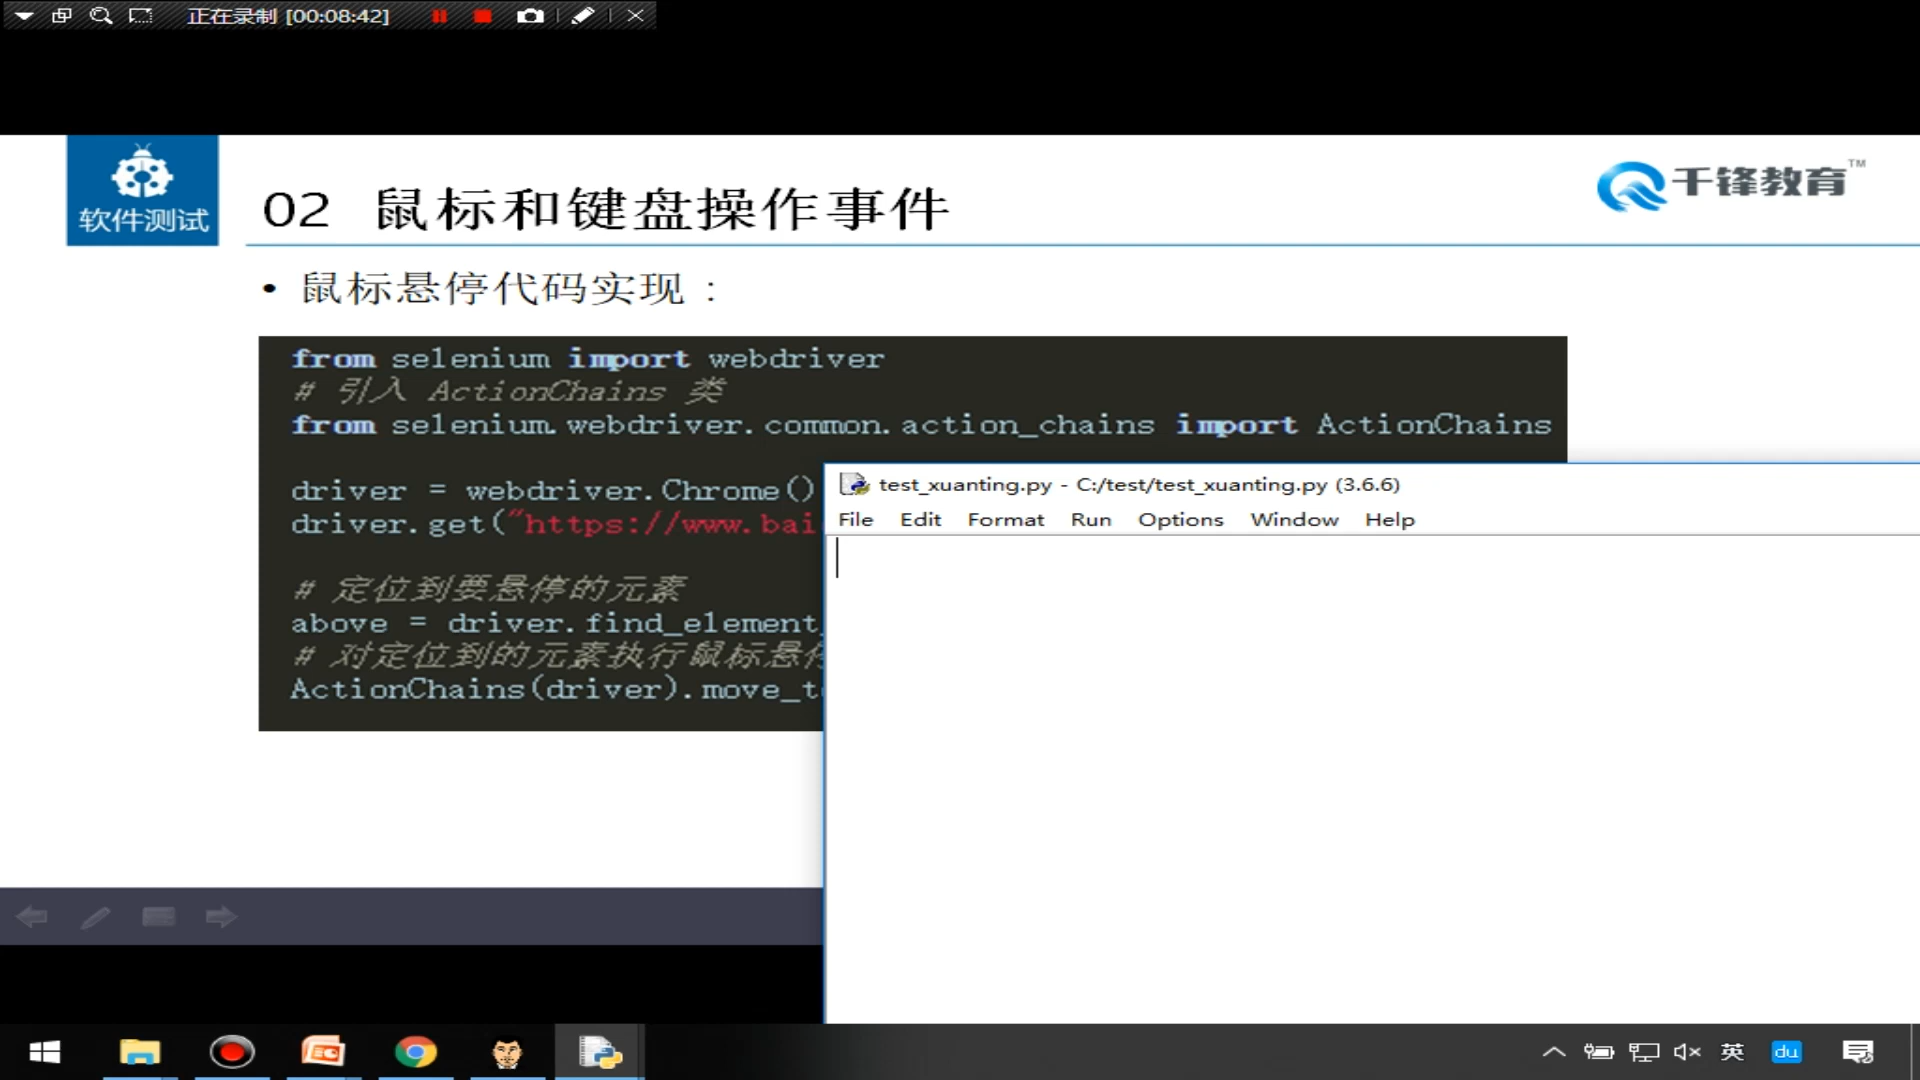 正在录制 [00:08:42]
软件测试
02 鼠标和键盘操作事件
千锋教育™
• 鼠标悬停代码实现：
from selenium import webdriver
# 引入 ActionChains 类
from selenium.webdriver.common.action_chains import ActionChains
driver = webdriver.Chrome()
driver.get("https://www.bai
# 定位到要悬停的元素
above = driver.find_element_
# 对定位到的元素执行鼠标悬停
ActionChains(driver).move_to
test_xuanting.py - C:/test/test_xuanting.py (3.6.6)
File Edit Format Run Options Window Help
英
du